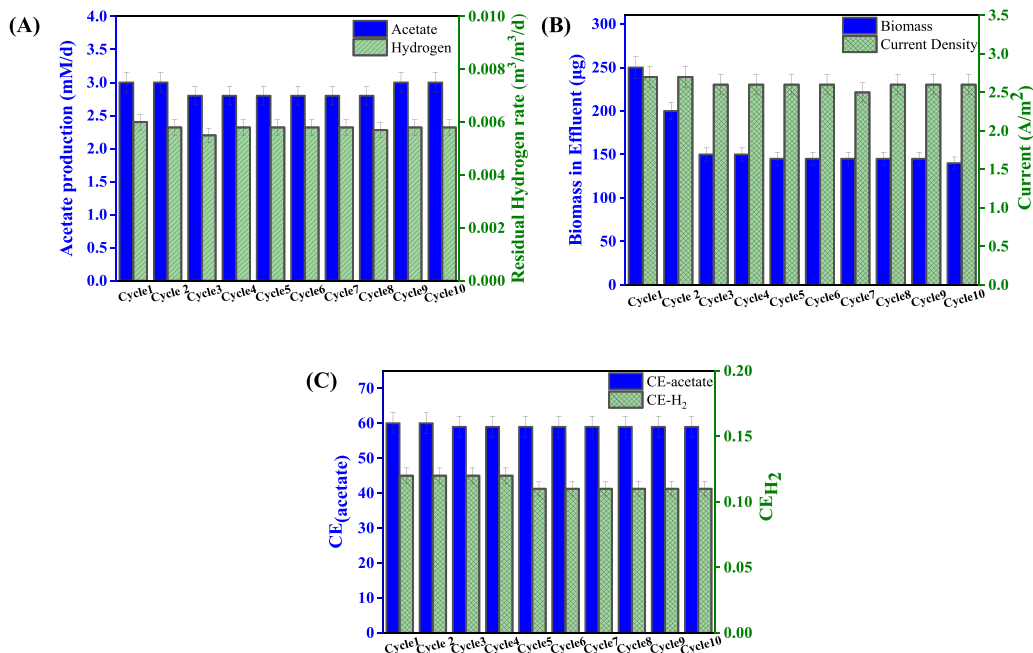 (A)
Acetate
Hydrogen
Acetate production (mM/d)
4.0
3.5
3.0
2.5
2.0
1.5
1.0
0.5
0.0
Residual Hydrogen rate (m³/m³/d)
0.010
0.008
0.006
0.004
0.002
0.000
Cycle1 Cycle 2 Cycle3 Cycle4 Cycle5 Cycle6 Cycle7 Cycle8 Cycle9 Cycle10
(B)
Biomass
Current Density
Biomass in Effluent (µg)
300
250
200
150
100
50
0
Current (A/m²)
3.5
3.0
2.5
2.0
1.5
1.0
0.5
0.0
Cycle1 Cycle 2 Cycle3 Cycle4 Cycle5 Cycle6 Cycle7 Cycle8 Cycle9 Cycle10
(C)
CE-acetate
CE-H₂
CE(acetate)
70
60
50
40
30
20
10
0
CEH2
0.20
0.15
0.10
0.05
0.00
Cycle1 Cycle 2 Cycle3 Cycle4 Cycle5 Cycle6 Cycle7 Cycle8 Cycle9 Cycle10